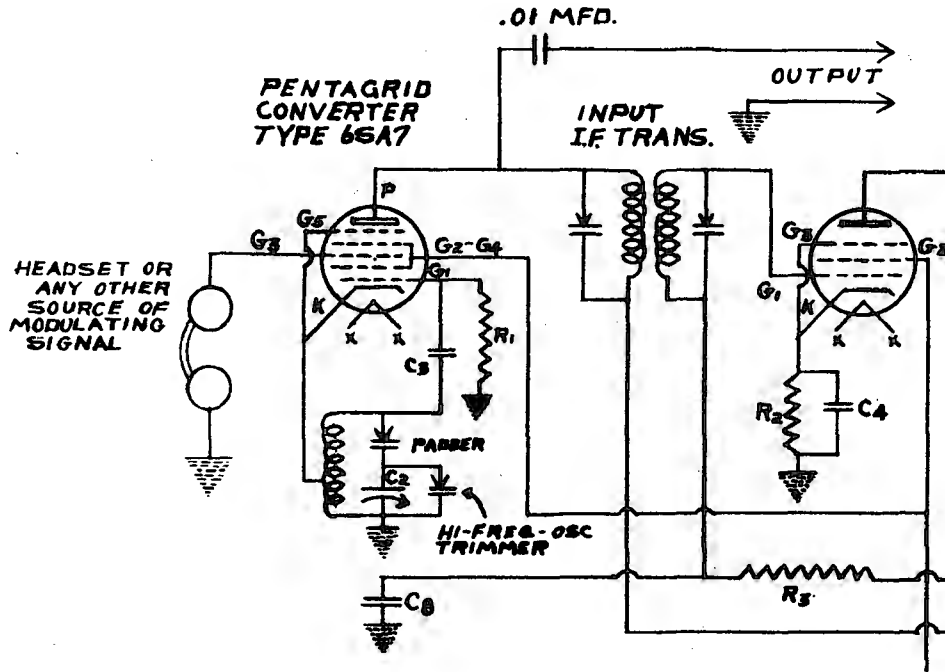 .01 MFD.
OUTPUT
PENTAGRID
CONVERTER
TYPE 6SA7
INPUT
I.F. TRANS.
P
G5
G3
G2-G4
G1
K
X X
HEADSET OR
ANY OTHER
SOURCE OF
MODULATING
SIGNAL
R1
C3
PADDER
C2
HI-FREQ-OSC
TRIMMER
C8
G3
G2
G1
K
X X
R2
C4
R3